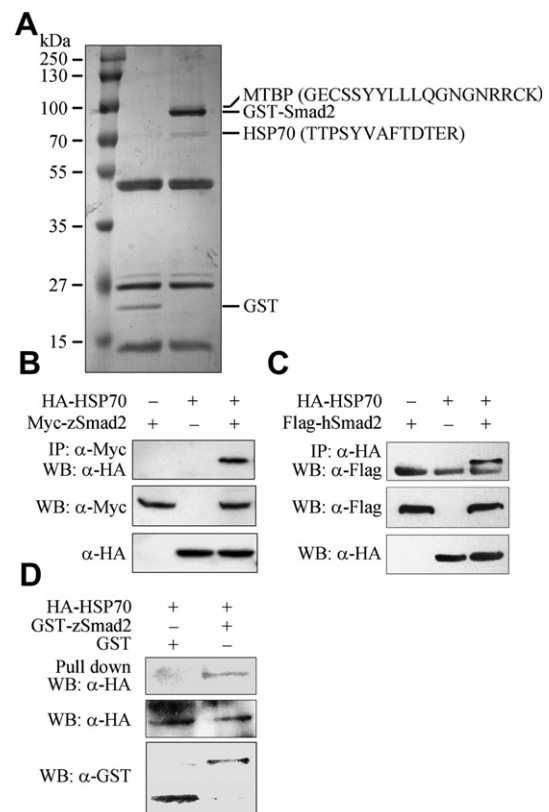 A
kDa
250
130
100
70
55
35
27
15
MTBP (GECSSYYLLLQGNGNRRCK)
GST-Smad2
HSP70 (TTPSYVAFTDTER)
GST
B
HA-HSP70 – + +
Myc-zSmad2 + – +
IP: α-Myc
WB: α-HA
WB: α-Myc
α-HA
C
HA-HSP70 – + +
Flag-hSmad2 + – +
IP: α-HA
WB: α-Flag
WB: α-Flag
WB: α-HA
D
HA-HSP70 + +
GST-zSmad2 – +
GST + –
Pull down
WB: α-HA
WB: α-HA
WB: α-GST